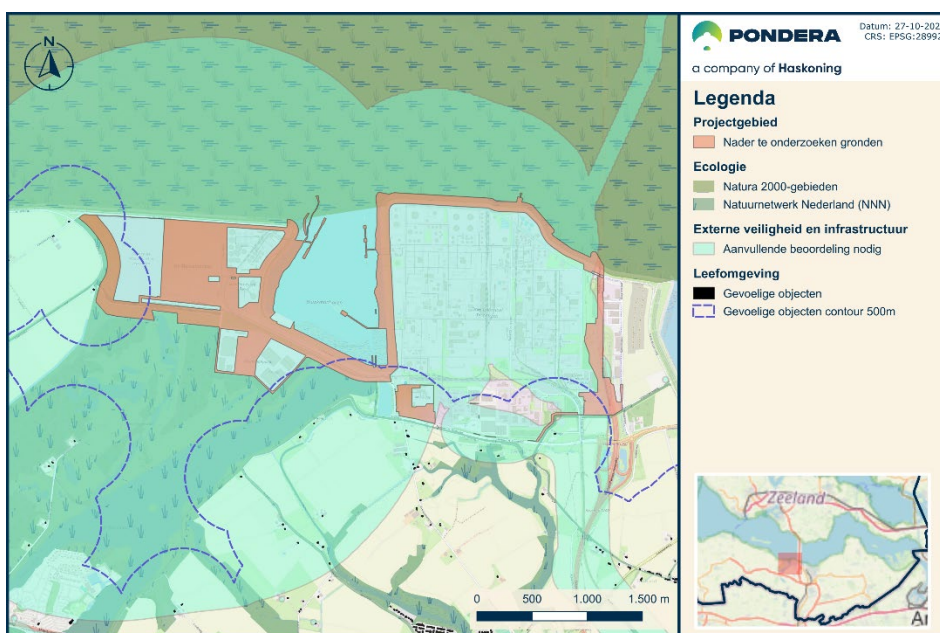 N
PONDERA
Datum: 27-10-202
CRS: EPSG:28992
a company of Haskoning
Legenda
Projectgebied
Nader te onderzoeken gronden
Ecologie
Natura 2000-gebieden
Natuurnetwerk Nederland (NNN)
Externe veiligheid en infrastructuur
Aanvullende beoordeling nodig
Leefomgeving
Gevoelige objecten
Gevoelige objecten contour 500m
Zeeland
0 500 1.000 1.500 m